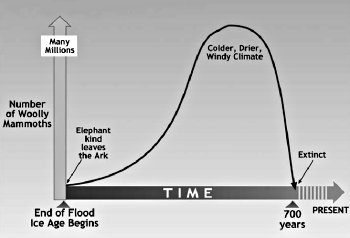 Many
Millions
Colder, Drier,
Windy Climate
Number
of Woolly
Mammoths
Elephant
kind
leaves
the Ark
Extinct
TIME
End of Flood
Ice Age Begins
700
years
PRESENT